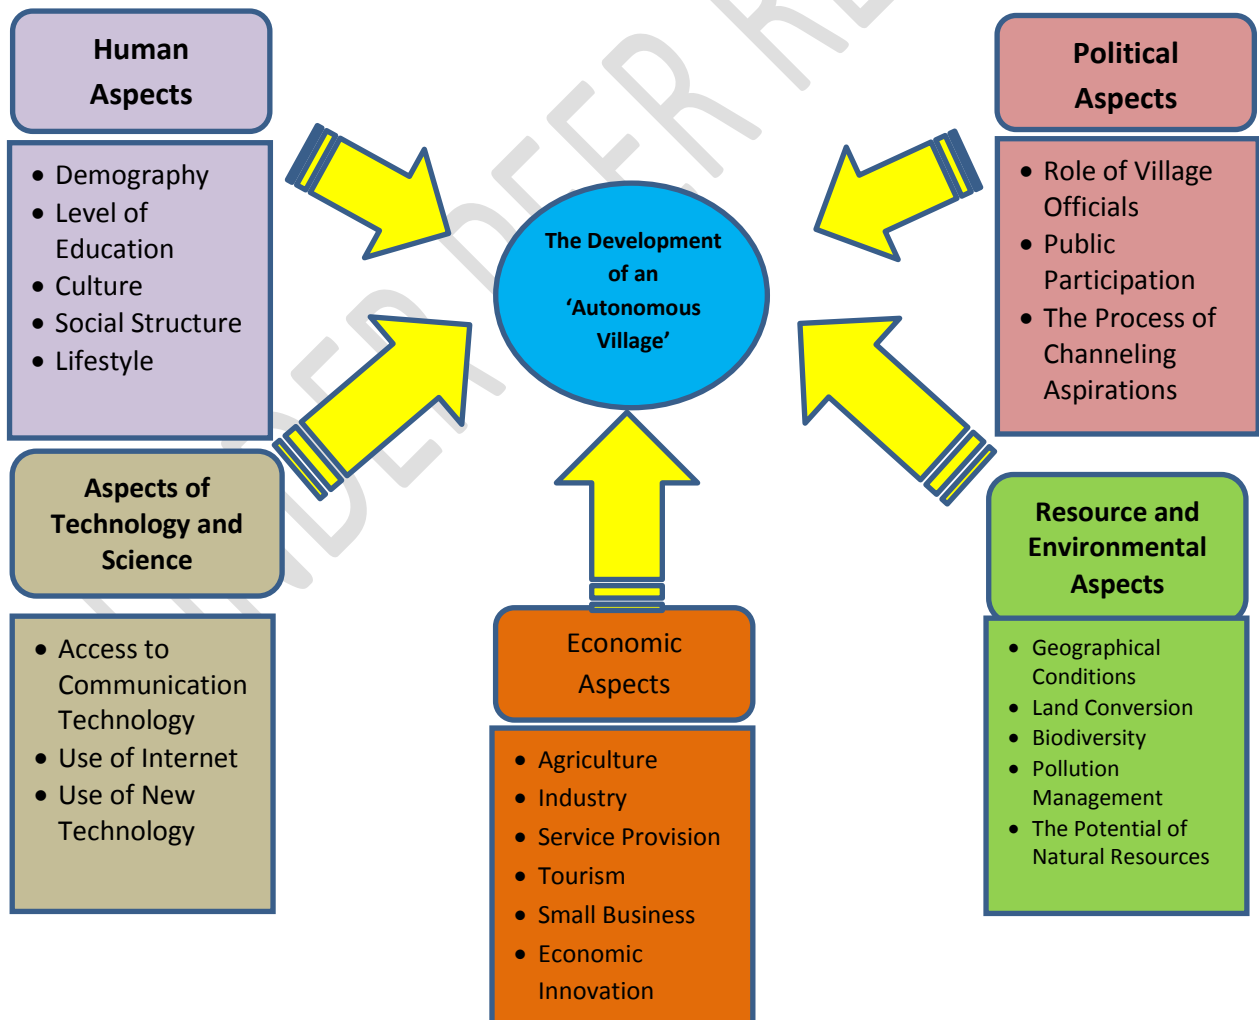 Human
Aspects
• Demography
• Level of
Education
• Culture
• Social Structure
• Lifestyle
Aspects of
Technology and
Science
• Access to
Communication
Technology
• Use of Internet
• Use of New
Technology
The Development
of an
‘Autonomous
Village’
Economic
Aspects
• Agriculture
• Industry
• Service Provision
• Tourism
• Small Business
• Economic
Innovation
Political
Aspects
• Role of Village
Officials
• Public
Participation
• The Process of
Channeling
Aspirations
Resource and
Environmental
Aspects
• Geographical
Conditions
• Land Conversion
• Biodiversity
• Pollution
Management
• The Potential of
Natural Resources